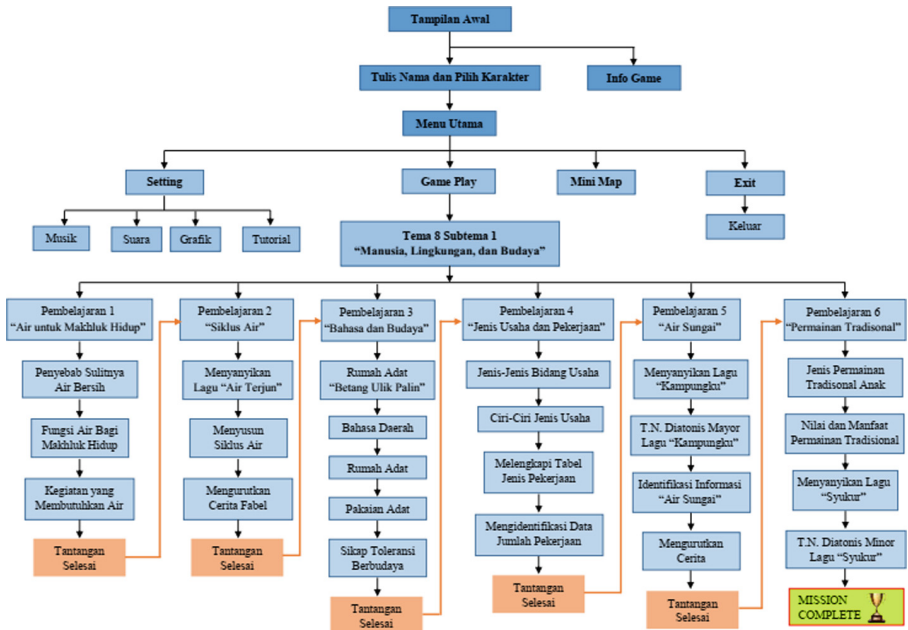 Tampilan Awal
Tulis Nama dan Pilih Karakter
Info Game
Menu Utama
Setting
Game Play
Mini Map
Exit
Musik
Suara
Grafik
Tutorial
Keluar
Tema 8 Subtema 1
“Manusia, Lingkungan, dan Budaya”
Pembelajaran 1
“Air untuk Makhluk Hidup”
Penyebab Sulitnya
Air Bersih
Fungsi Air Bagi
Makhluk Hidup
Kegiatan yang
Membutuhkan Air
Tantangan
Selesai
Pembelajaran 2
“Siklus Air”
Menyanyikan
Lagu “Air Terjun”
Menyusun
Siklus Air
Mengurutkan
Cerita Fabel
Tantangan
Selesai
Pembelajaran 3
“Bahasa dan Budaya”
Rumah Adat
“Betang Ulik Palin”
Bahasa Daerah
Rumah Adat
Pakaian Adat
Sikap Toleransi
Berbudaya
Tantangan
Selesai
Pembelajaran 4
“Jenis Usaha dan Pekerjaan”
Jenis-Jenis Bidang Usaha
Ciri-Ciri Jenis Usaha
Melengkapi Tabel
Jenis Pekerjaan
Mengidentifikasi Data
Jumlah Pekerjaan
Tantangan
Selesai
Pembelajaran 5
“Air Sungai”
Menyanyikan Lagu
“Kampungku”
T.N. Diatonis Mayor
Lagu “Kampungku”
Identifikasi Informasi
“Air Sungai”
Mengurutkan
Cerita
Tantangan
Selesai
Pembelajaran 6
“Permainan Tradisonal”
Jenis Permainan
Tradisonal Anak
Nilai dan Manfaat
Permainan Tradisional
Menyanyikan Lagu
“Syukur”
T.N. Diatonis Minor
Lagu “Syukur”
MISSION
COMPLETE